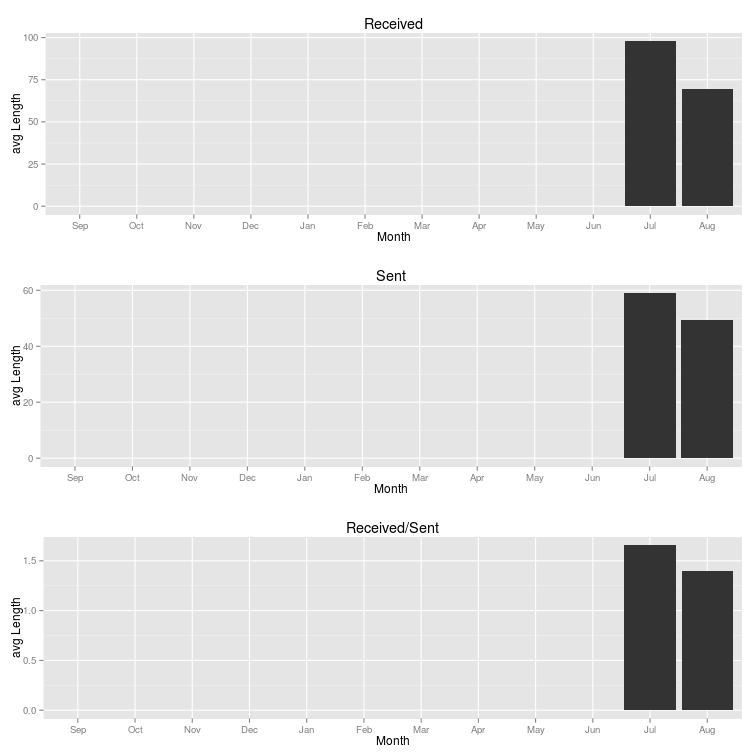 Received
avg Length
100
75
50
25
0
Sep Oct Nov Dec Jan Feb Mar Apr May Jun Jul Aug
Month
Sent
avg Length
60
40
20
0
Sep Oct Nov Dec Jan Feb Mar Apr May Jun Jul Aug
Month
Received/Sent
avg Length
1.5
1.0
0.5
0.0
Sep Oct Nov Dec Jan Feb Mar Apr May Jun Jul Aug
Month